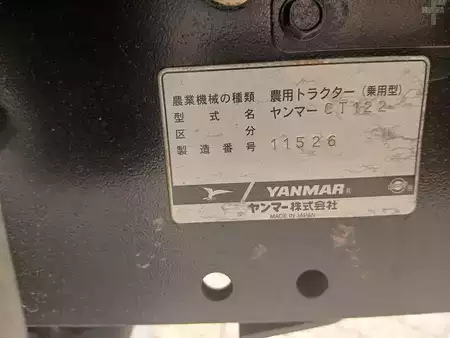 農業機械の種類 農用トラクター(乗用型)
型式名 ヤンマー CT122
区分
製造番号 11526
YANMAR
ヤンマー株式会社
MADE IN JAPAN